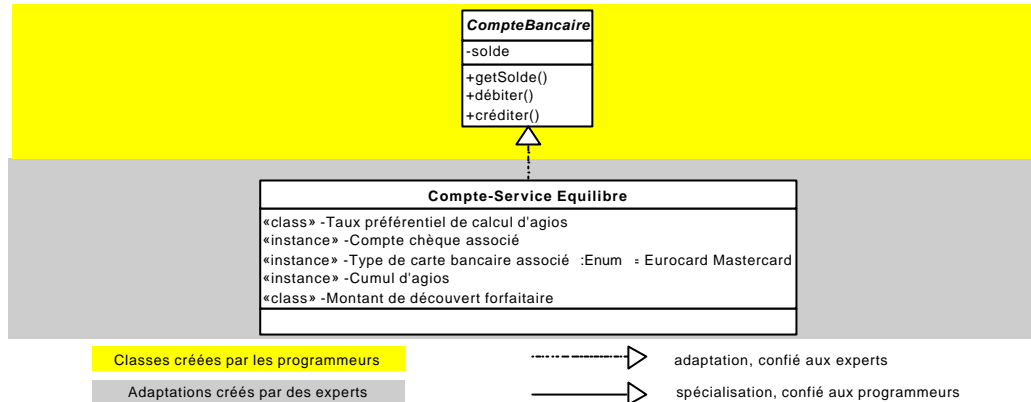 CompteBancaire
-solde
+getSolde()
+débiter()
+créditer()
Compte-Service Equilibre
«class» -Taux préférentiel de calcul d'agios
«instance» -Compte chèque associé
«instance» -Type de carte bancaire associé :Enum = Eurocard Mastercard
«instance» -Cumul d'agios
«class» -Montant de découvert forfaitaire
Classes créées par les programmeurs
adaptation, confié aux experts
Adaptations créés par des experts
spécialisation, confié aux programmeurs